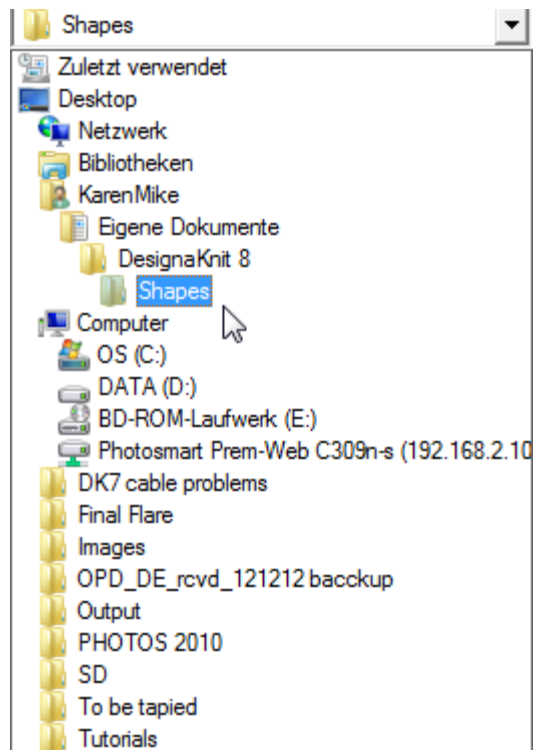 Shapes
Zuletzt verwendet
Desktop
Netzwerk
Bibliotheken
KarenMike
Eigene Dokumente
DesignaKnit 8
Shapes
Computer
OS (C:)
DATA (D:)
BD-ROM-Laufwerk (E:)
Photosmart Prem-Web C309n-s (192.168.2.10
DK7 cable problems
Final Flare
Images
OPD_DE_rcvd_121212 bacckup
Output
PHOTOS 2010
SD
To be tapied
Tutorials